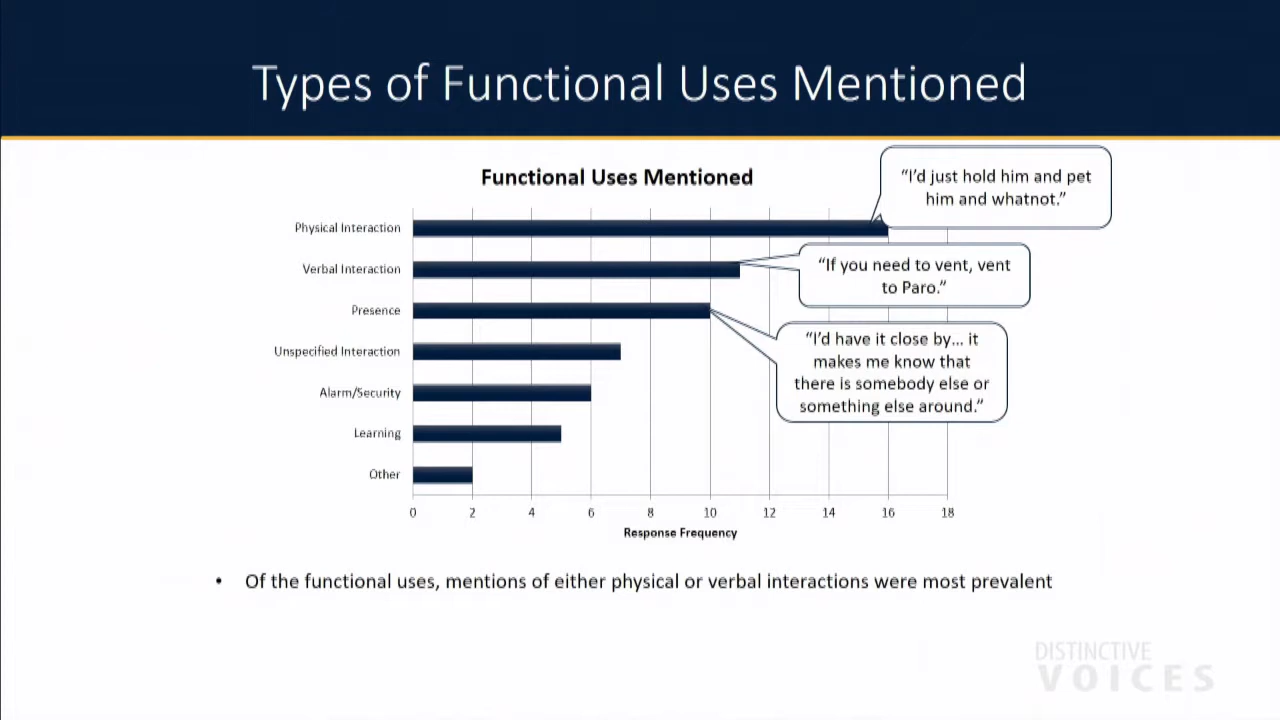 Types of Functional Uses Mentioned
Functional Uses Mentioned
“I’d just hold him and pet
him and whatnot.”
Physical Interaction
Verbal Interaction
“If you need to vent, vent
to Paro.”
Presence
“I’d have it close by… it
makes me know that
there is somebody else or
something else around.”
Unspecified Interaction
Alarm/Security
Learning
Other
0 2 4 6 8 10 12 14 16 18
Response Frequency
• Of the functional uses, mentions of either physical or verbal interactions were most prevalent
DISTINCTIVE
VOICES